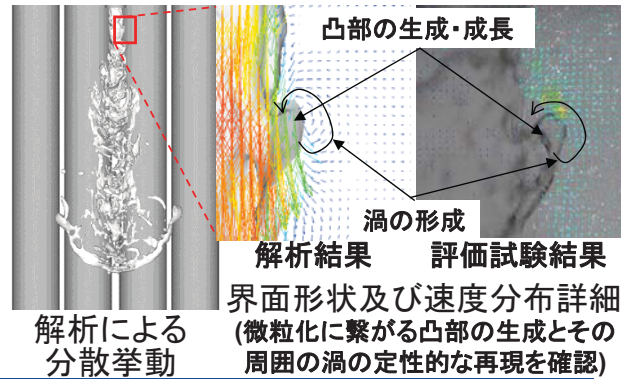 凸部の生成・成長
渦の形成
解析結果
評価試験結果
解析による
分散挙動
界面形状及び速度分布詳細
(微粒化に繋がる凸部の生成とその
周囲の渦の定性的な再現を確認)